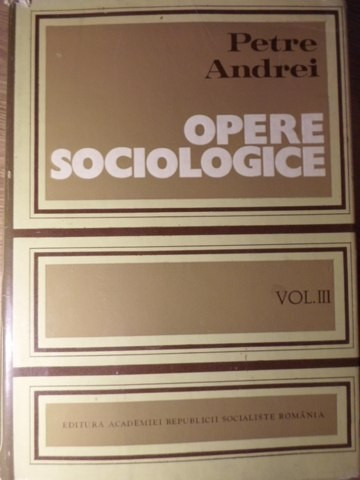 Petre
Andrei
OPERE
SOCIOLOGICE
VOL. III
EDITURA ACADEMIEI REPUBLICII SOCIALISTE ROMÂNIA